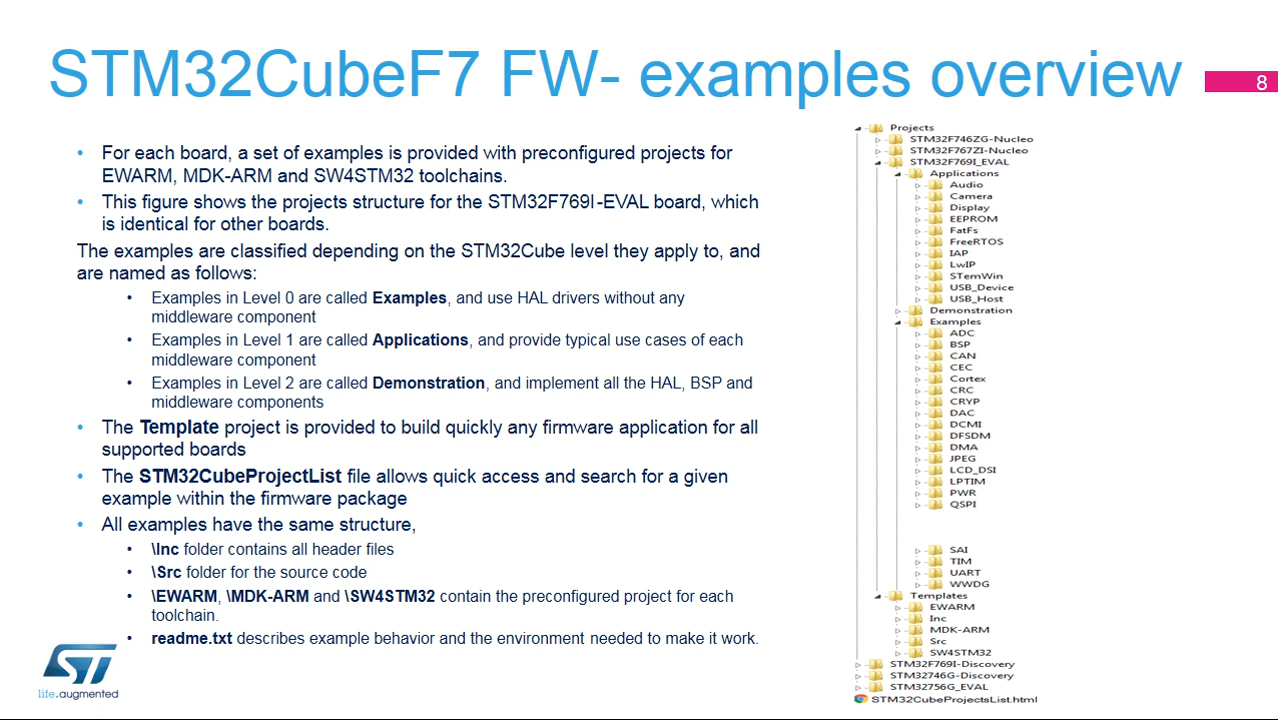 STM32CubeF7 FW- examples overview
8
• For each board, a set of examples is provided with preconfigured projects for
EWARM, MDK-ARM and SW4STM32 toolchains.
• This figure shows the projects structure for the STM32F769I-EVAL board, which
is identical for other boards.
The examples are classified depending on the STM32Cube level they apply to, and
are named as follows:
• Examples in Level 0 are called Examples, and use HAL drivers without any
middleware component
• Examples in Level 1 are called Applications, and provide typical use cases of each
middleware component
• Examples in Level 2 are called Demonstration, and implement all the HAL, BSP and
middleware components
• The Template project is provided to build quickly any firmware application for all
supported boards
• The STM32CubeProjectList file allows quick access and search for a given
example within the firmware package
• All examples have the same structure,
• \Inc folder contains all header files
• \Src folder for the source code
• \EWARM, \MDK-ARM and \SW4STM32 contain the preconfigured project for each
toolchain.
• readme.txt describes example behavior and the environment needed to make it work.
ST
life.augmented
Projects
STM32F746ZG-Nucleo
STM32F767ZI-Nucleo
STM32F769I_EVAL
Applications
Audio
Camera
Display
EEPROM
FatFs
FreeRTOS
IAP
LwIP
STemWin
USB_Device
USB_Host
Demonstration
Examples
ADC
BSP
CAN
CEC
Cortex
CRC
CRYP
DAC
DCMI
DFSDM
DMA
JPEG
LCD_DSI
LPTIM
PWR
QSPI
SAI
TIM
UART
WWDG
Templates
EWARM
Inc
MDK-ARM
Src
SW4STM32
STM32F769I-Discovery
STM32746G-Discovery
STM32756G_EVAL
STM32CubeProjectsList.html